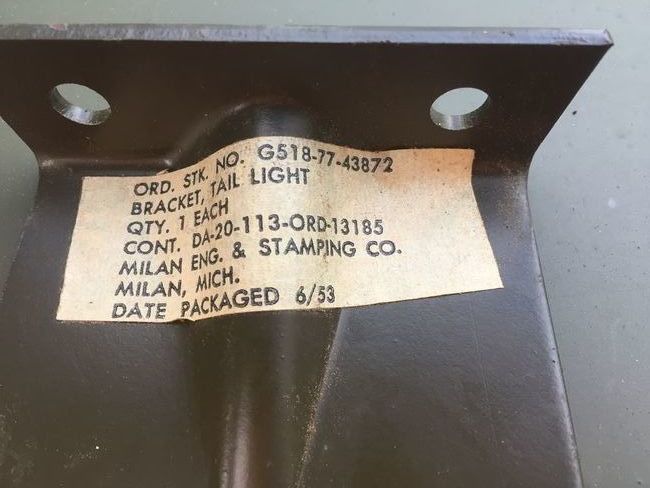 ORD. STK. NO. G518-77-43872
BRACKET, TAIL LIGHT
QTY. 1 EACH
CONT. DA-20-113-ORD-13185
MILAN ENG. & STAMPING CO.
MILAN, MICH.
DATE PACKAGED 6/53